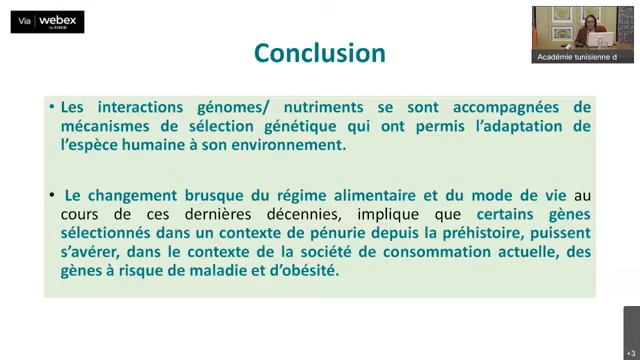 Via webex
by CISCO
Académie tunisienne d
Conclusion
• Les interactions génomes/ nutriments se sont accompagnées de
mécanismes de sélection génétique qui ont permis l’adaptation de
l’espèce humaine à son environnement.
• Le changement brusque du régime alimentaire et du mode de vie au
cours de ces dernières décennies, implique que certains gènes
sélectionnés dans un contexte de pénurie depuis la préhistoire, puissent
s’avérer, dans le contexte de la société de consommation actuelle, des
gènes à risque de maladie et d’obésité.
+3